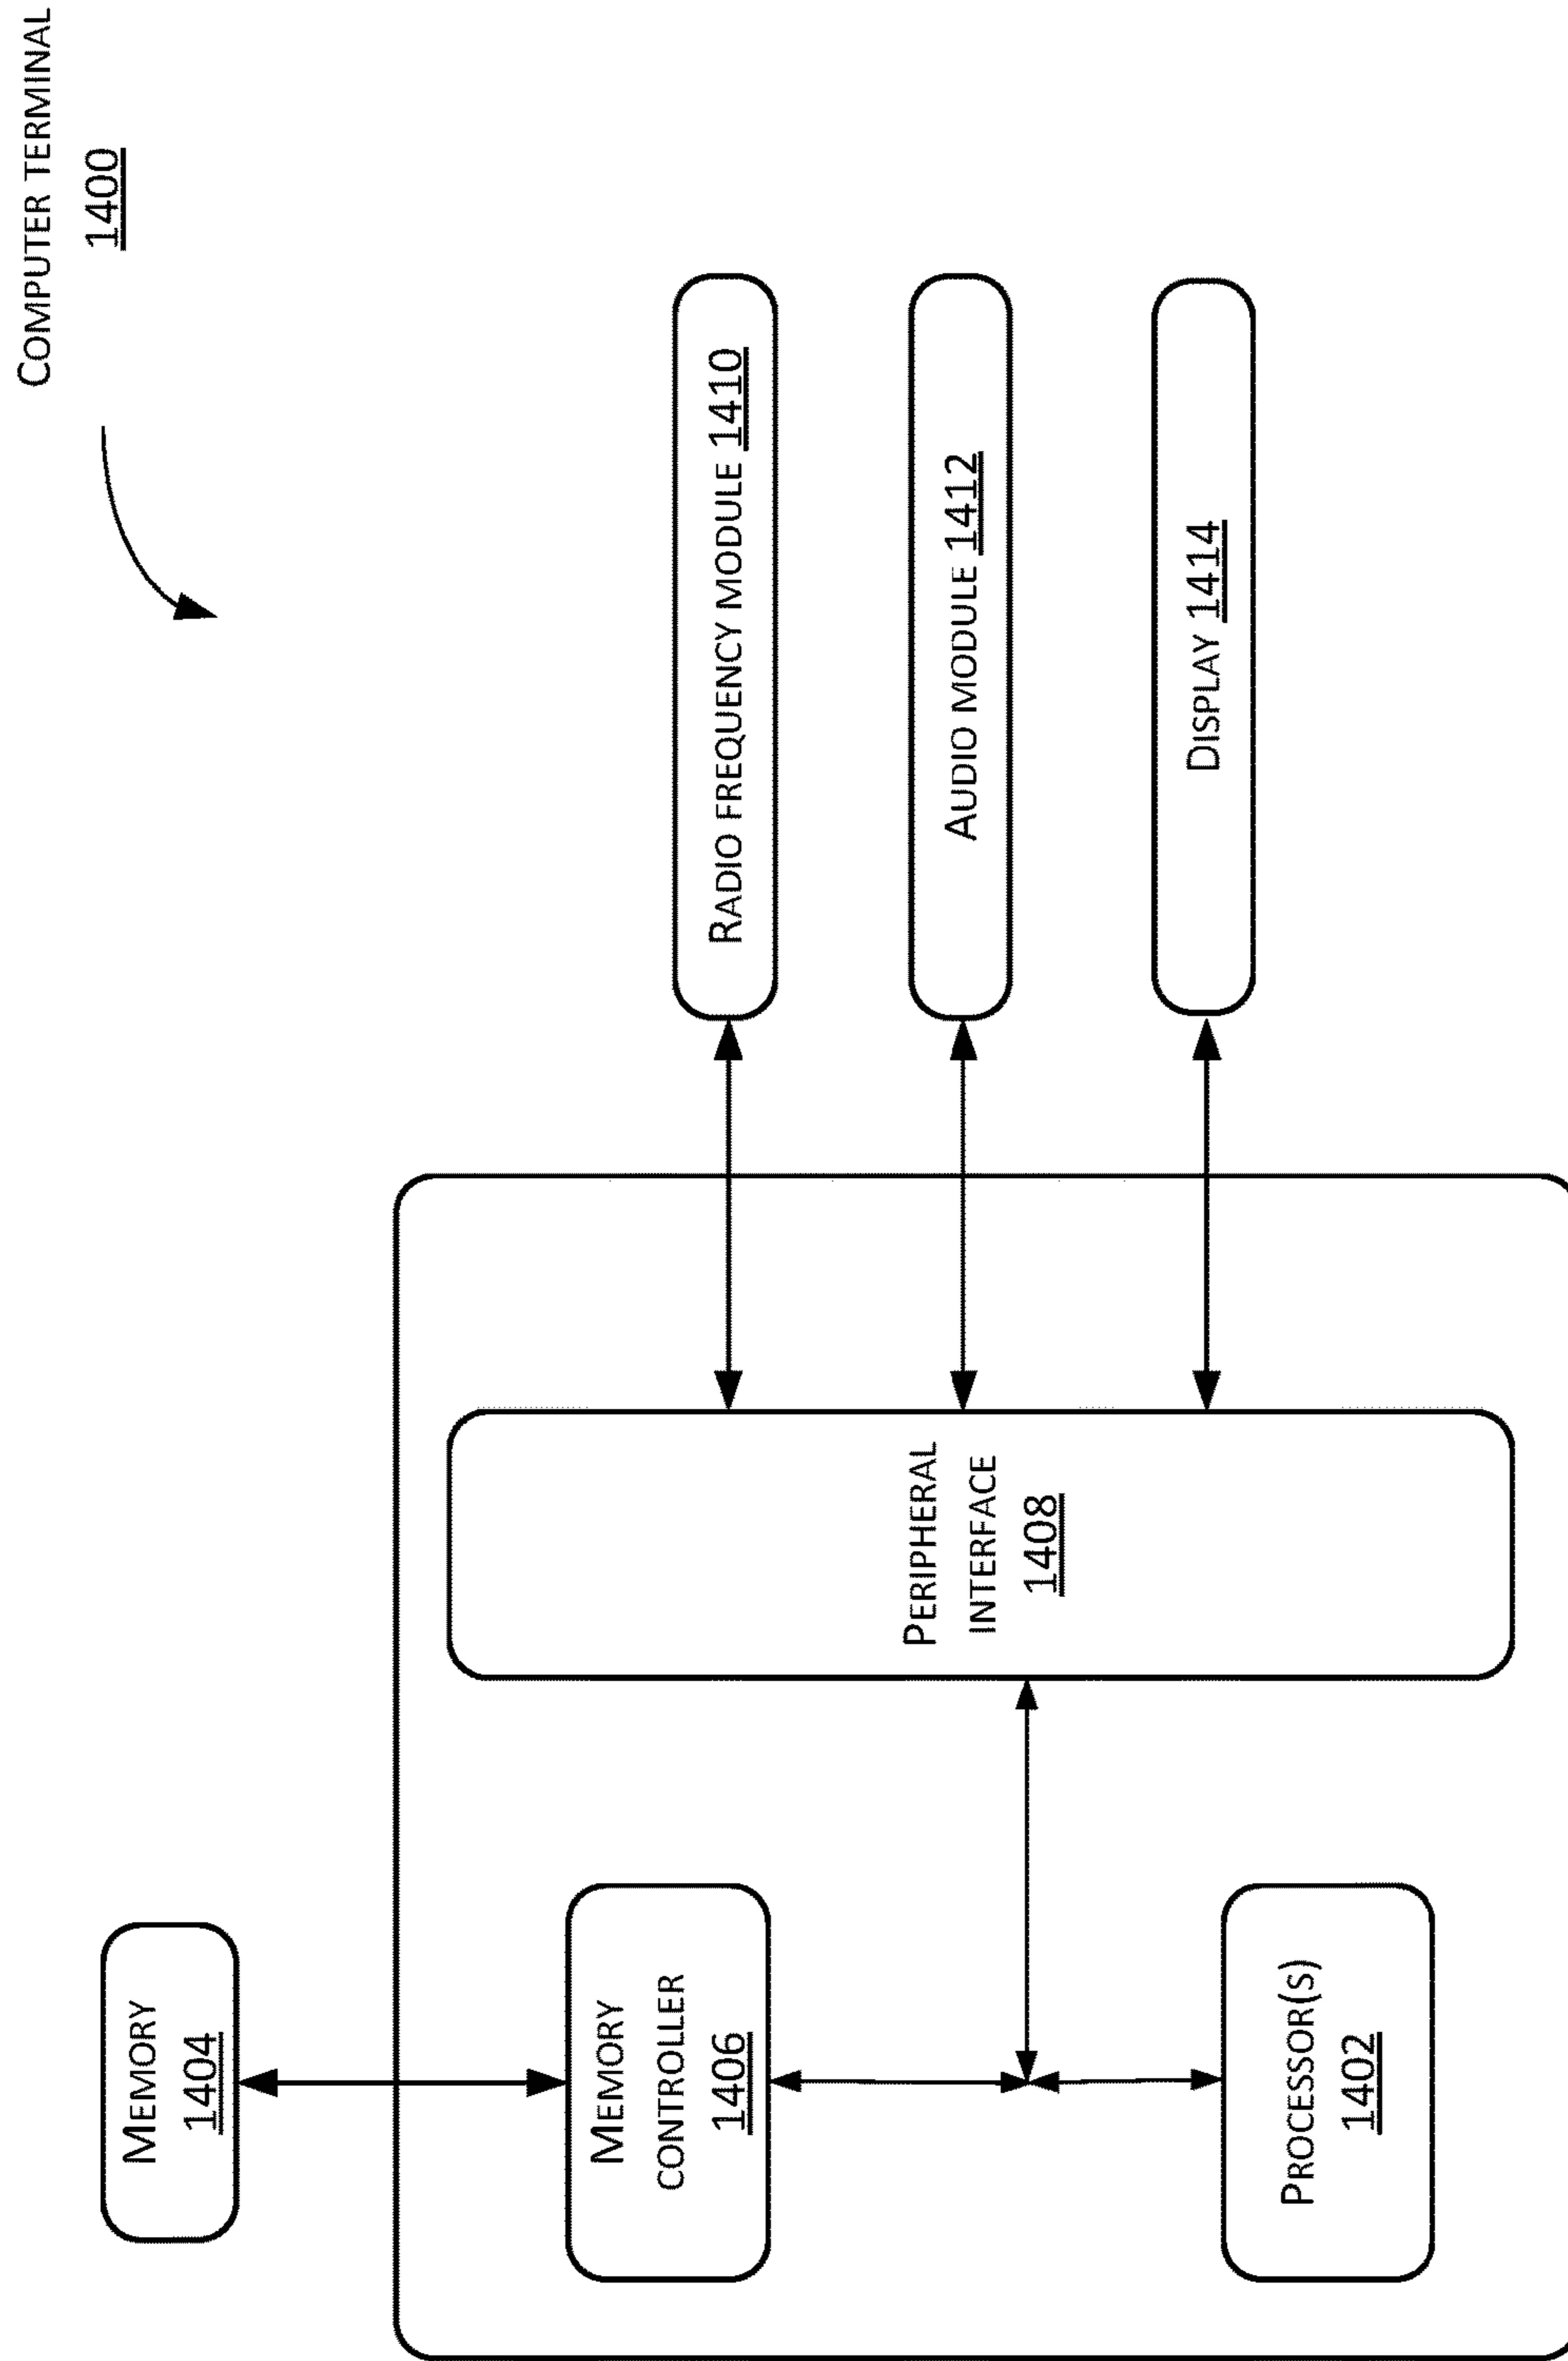 COMPUTER TERMINAL
1400
MEMORY
1404
MEMORY
CONTROLLER
1406
PROCESSOR(S)
1402
PERIPHERAL
INTERFACE
1408
RADIO FREQUENCY MODULE 1410
AUDIO MODULE 1412
DISPLAY 1414